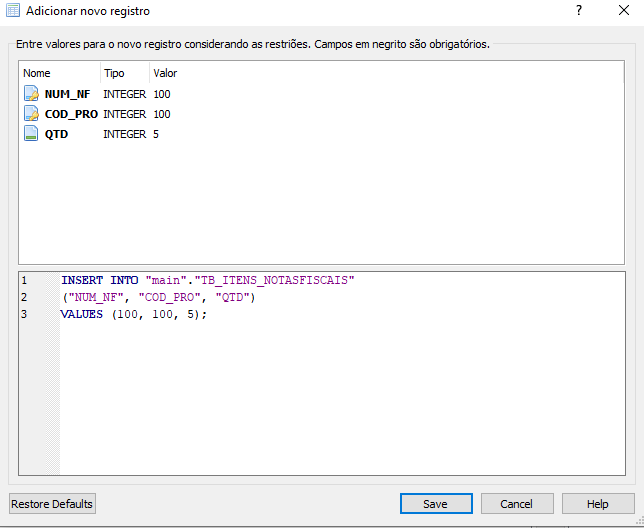 Adicionar novo registro
?
Entre valores para o novo registro considerando as restriões. Campos em negrito são obrigatórios.
Nome Tipo Valor
NUM_NF INTEGER 100
COD_PRO INTEGER 100
QTD INTEGER 5
1 INSERT INTO "main"."TB_ITENS_NOTASFISCAIS"
2 ("NUM_NF", "COD_PRO", "QTD")
3 VALUES (100, 100, 5);
Restore Defaults Save Cancel Help